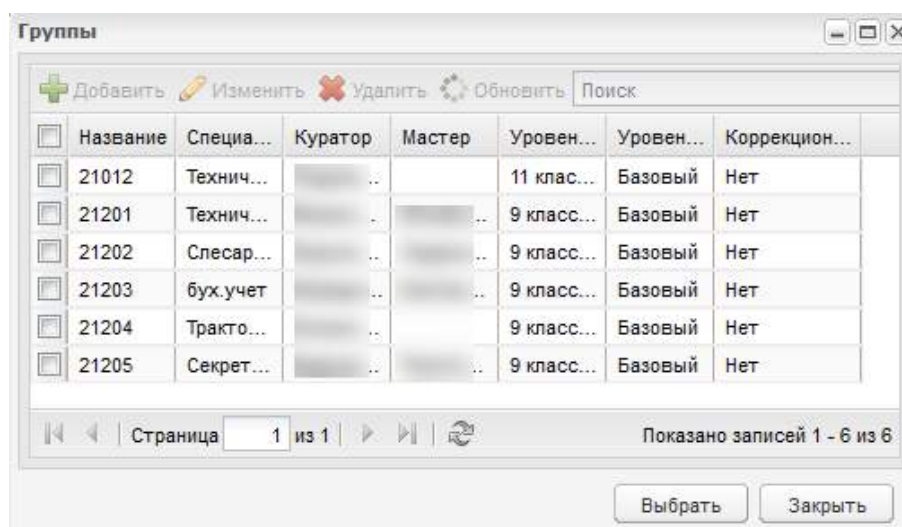 Группы
Добавить Изменить Удалить Обновить Поиск
Название Специа... Куратор Мастер Уровен... Уровен... Коррекцион...
21012 Технич... .. 11 клас... Базовый Нет
21201 Технич... . .. 9 класс... Базовый Нет
21202 Слесар... .. .. 9 класс... Базовый Нет
21203 бух.учет .. .. 9 класс... Базовый Нет
21204 Тракто... .. 9 класс... Базовый Нет
21205 Секрет... .. .. 9 класс... Базовый Нет
Страница 1 из 1 Показано записей 1 - 6 из 6
Выбрать Закрыть